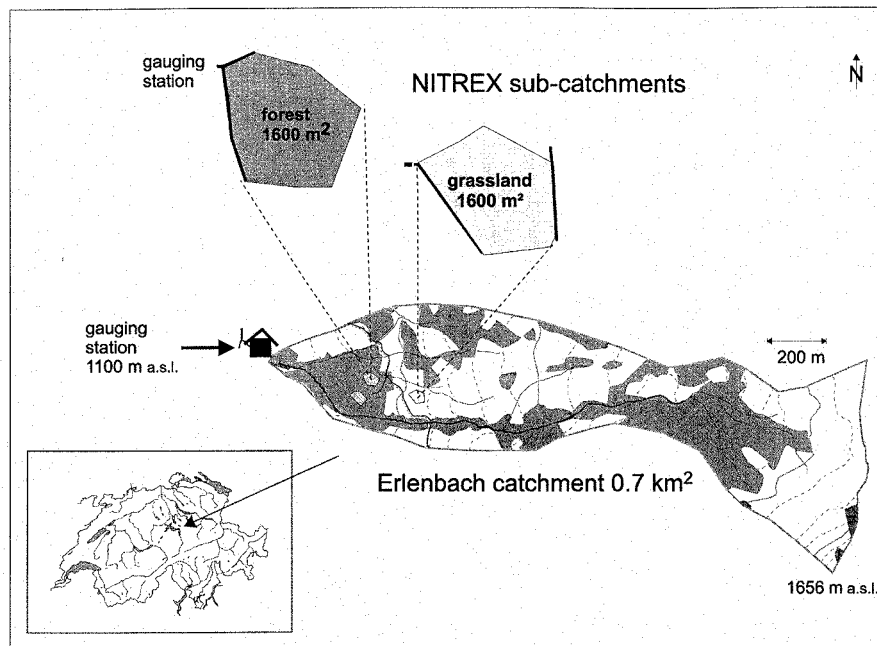 gauging
station
NITREX sub-catchments
N
forest
1600 m²
grassland
1600 m²
gauging
station
1100 m a.s.l.
200 m
Erlenbach catchment 0.7 km²
1656 m a.s.l.